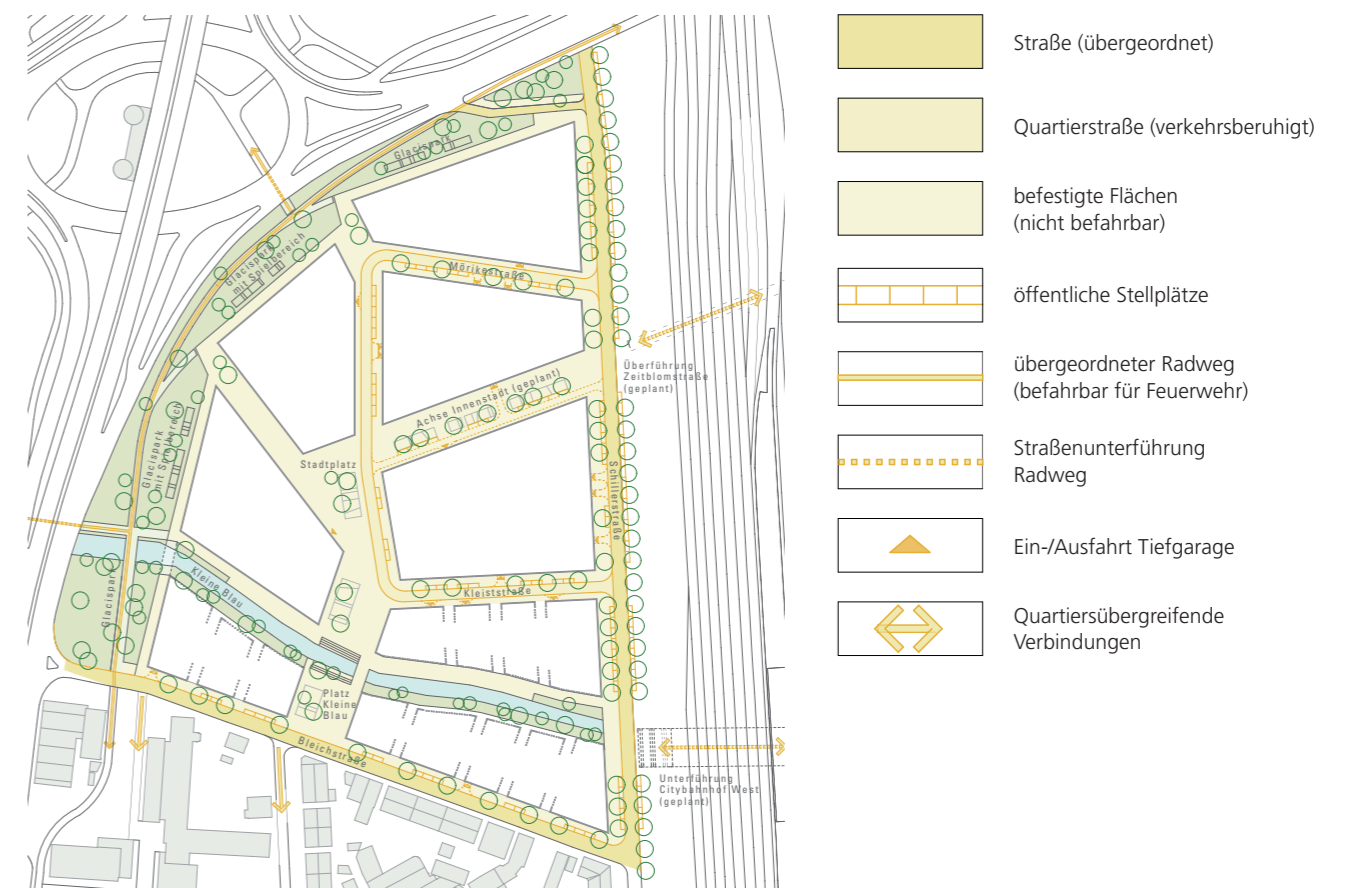 Glacispark
Glacispark
mit Spielbereich
Mörikestraße
Überführung
Zeitblomstraße
(geplant)
Achse Innenstadt (geplant)
Glacispark
mit Spielbereich
Stadtplatz
Schillerstraße
Kleine Blau
Glacispark
Kleiststraße
Platz
Kleine
Blau
Bleichstraße
Unterführung
Citybahnhof West
(geplant)
Straße (übergeordnet)
Quartierstraße (verkehrsberuhigt)
befestigte Flächen
(nicht befahrbar)
öffentliche Stellplätze
übergeordneter Radweg
(befahrbar für Feuerwehr)
Straßenunterführung
Radweg
Ein-/Ausfahrt Tiefgarage
Quartiersübergreifende
Verbindungen